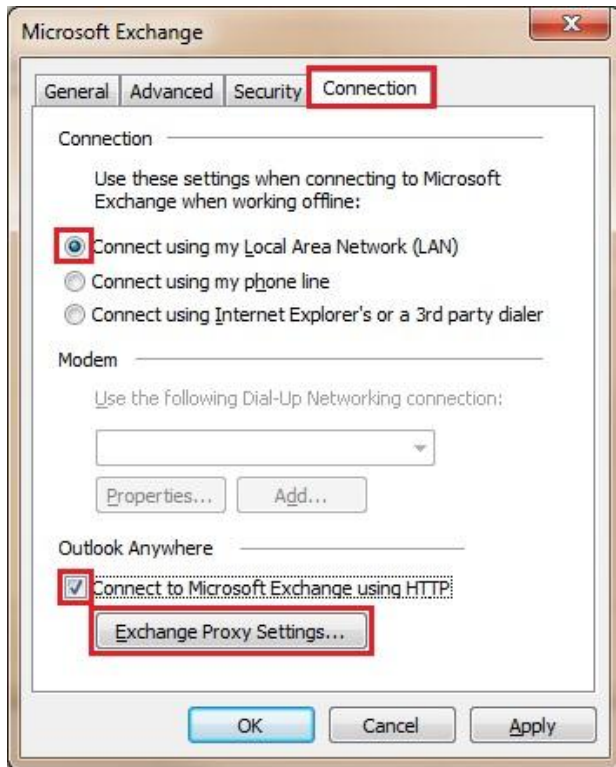 Microsoft Exchange
General Advanced Security Connection
Connection
Use these settings when connecting to Microsoft
Exchange when working offline:
Connect using my Local Area Network (LAN)
Connect using my phone line
Connect using Internet Explorer's or a 3rd party dialer
Modem
Use the following Dial-Up Networking connection:
Properties... Add...
Outlook Anywhere
Connect to Microsoft Exchange using HTTP
Exchange Proxy Settings...
OK Cancel Apply